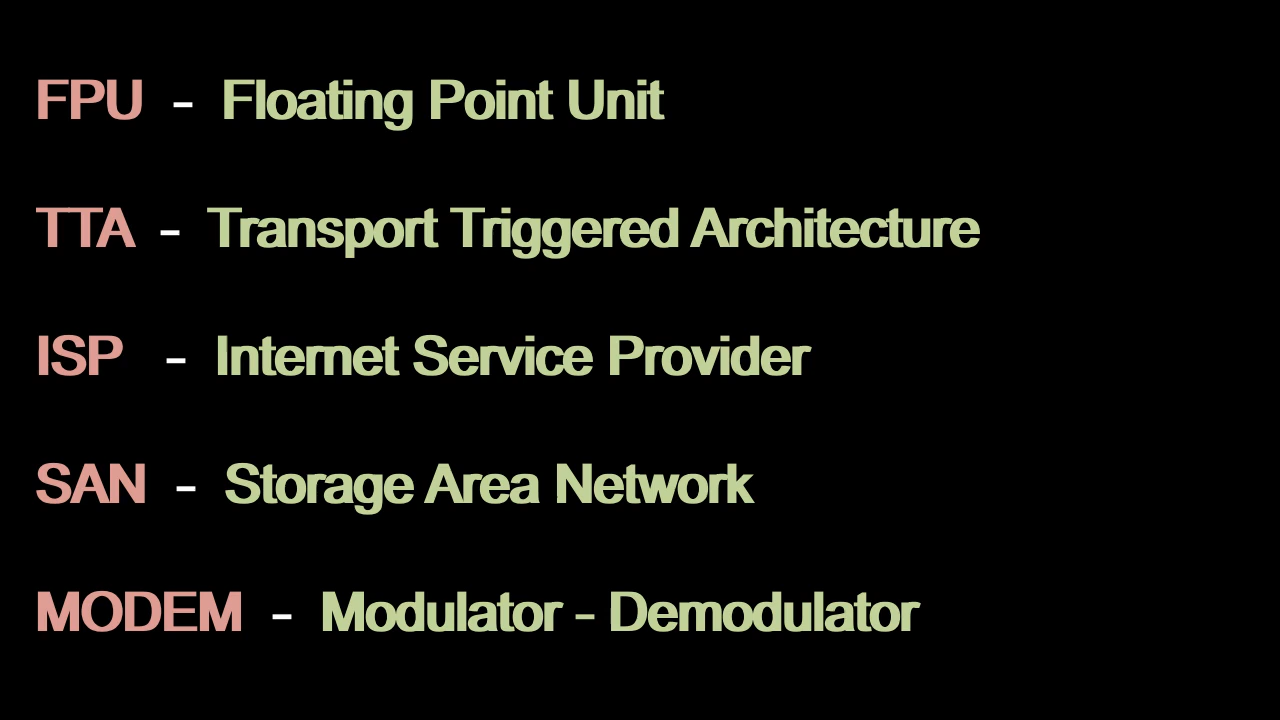 FPU - Floating Point Unit
TTA - Transport Triggered Architecture
ISP - Internet Service Provider
SAN - Storage Area Network
MODEM - Modulator - Demodulator